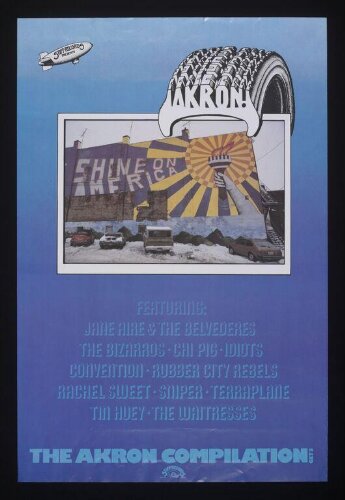 AKRON!
SHINE ON
AMERICA
FEATURING:
JANE AIRE & THE BELVEDERES
THE BIZARROS · CHI PIG · IDIOTS
CONVENTION · RUBBER CITY REBELS
RACHEL SWEET · SNIPER · TERRAPLANE
TIN HUEY · THE WAITRESSES
THE AKRON COMPILATION